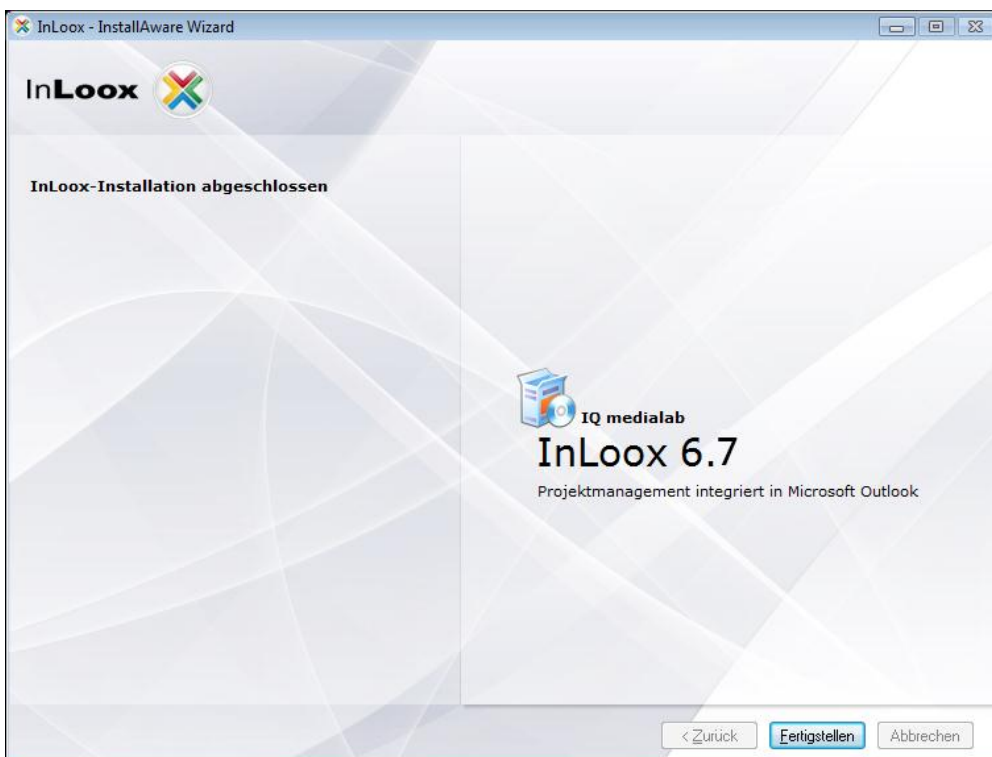 InLoox - InstallAware Wizard
InLoox
InLoox-Installation abgeschlossen
IQ medialab
InLoox 6.7
Projektmanagement integriert in Microsoft Outlook
< Zurück
Fertigstellen
Abbrechen